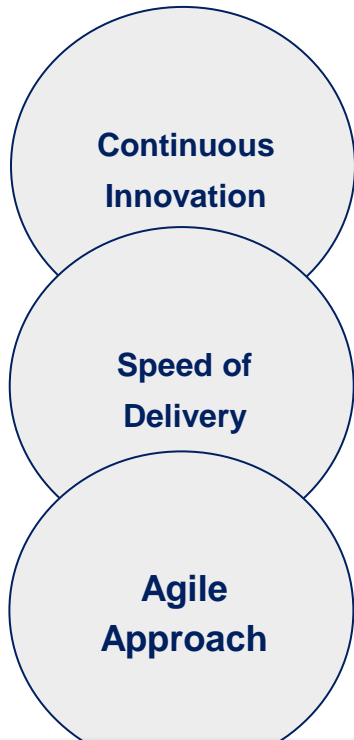 Continuous
Innovation
Speed of
Delivery
Agile
Approach